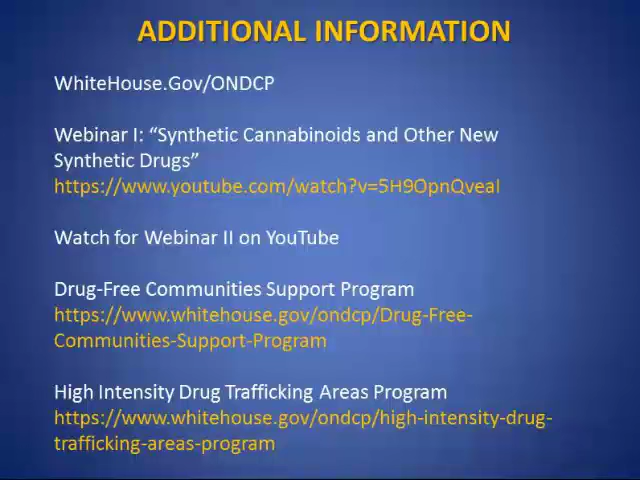 ADDITIONAL INFORMATION
WhiteHouse.Gov/ONDCP
Webinar I: “Synthetic Cannabinoids and Other New
Synthetic Drugs”
https://www.youtube.com/watch?v=5H9OpnQveaI
Watch for Webinar II on YouTube
Drug-Free Communities Support Program
https://www.whitehouse.gov/ondcp/Drug-Free-
Communities-Support-Program
High Intensity Drug Trafficking Areas Program
https://www.whitehouse.gov/ondcp/high-intensity-drug-
trafficking-areas-program